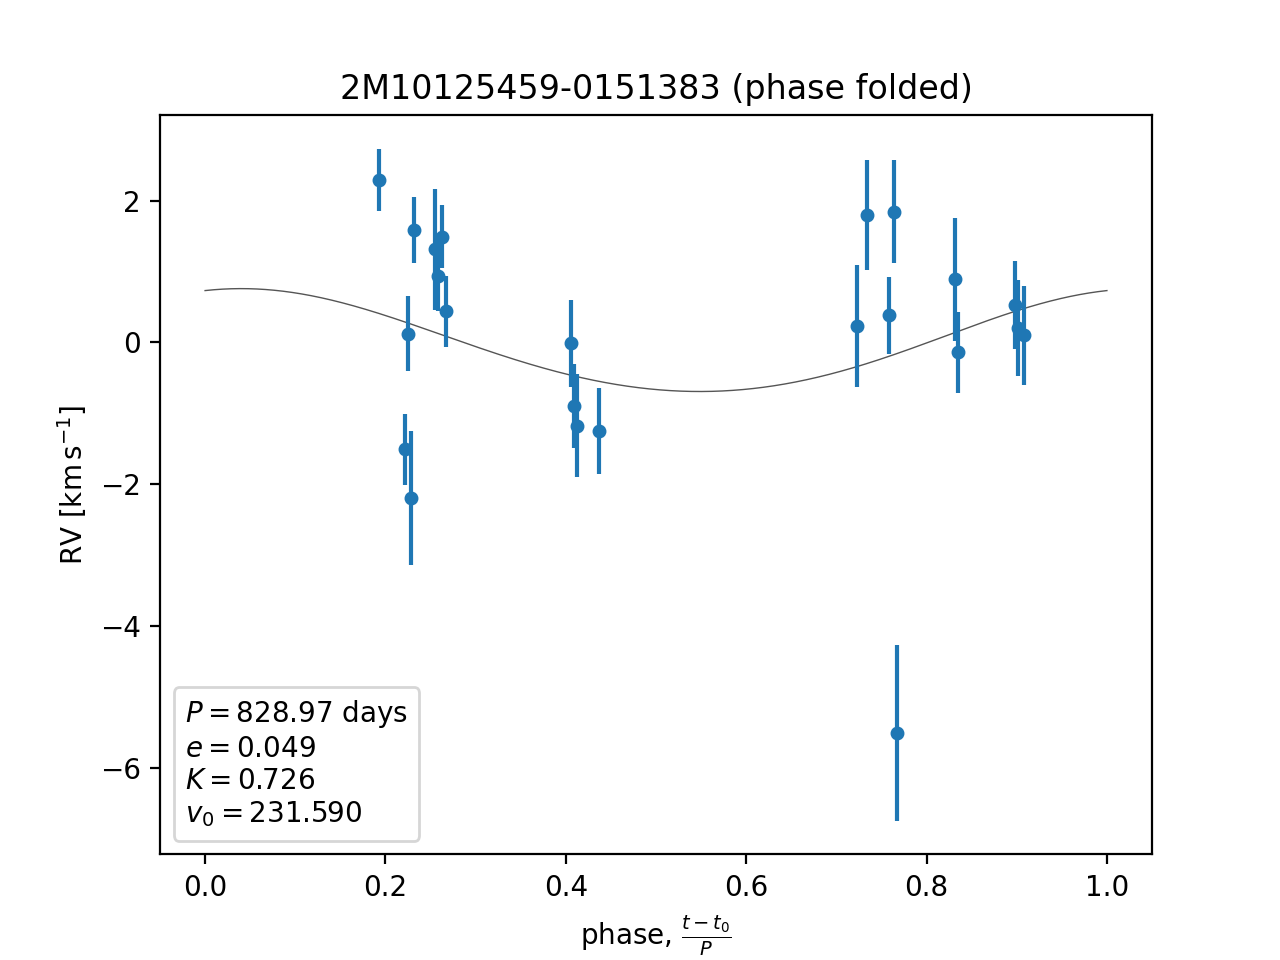 2M10125459-0151383 (phase folded)
RV [km s⁻¹]
2
0
−2
−4
−6
P = 828.97 days
e = 0.049
K = 0.726
v₀ = 231.590
0.0 0.2 0.4 0.6 0.8 1.0
phase, (t − t₀)/P